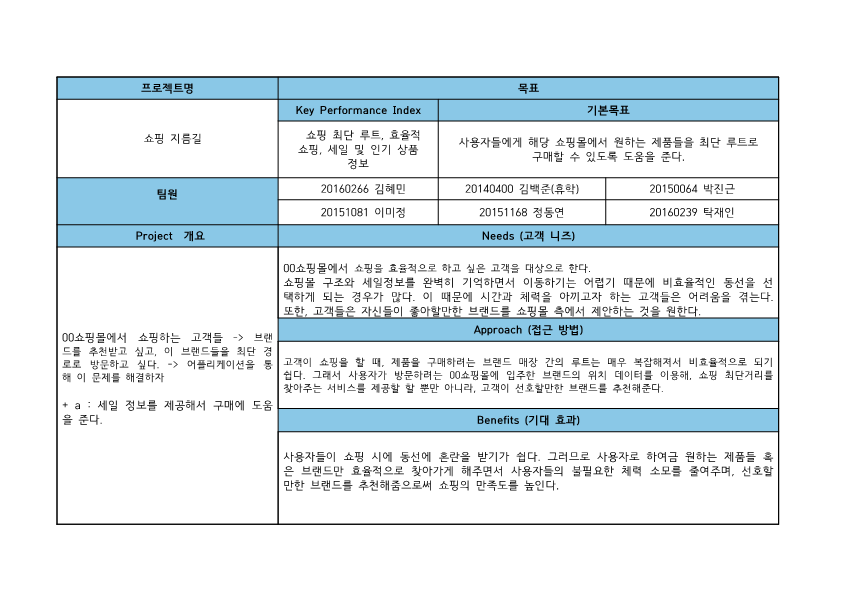 프로젝트명
목표
쇼핑 지름길
Key Performance Index
기본목표
쇼핑 최단 루트, 효율적
쇼핑, 세일 및 인기 상품
정보
사용자들에게 해당 쇼핑몰에서 원하는 제품들을 최단 루트로
구매할 수 있도록 도움을 준다.
팀원
20160266 김혜민
20140400 김백준(휴학)
20150064 박진근
20151081 이미정
20151168 정동연
20160239 탁재인
Project 개요
Needs (고객 니즈)
00쇼핑몰에서 쇼핑하는 고객들 -> 브랜
드를 추천받고 싶고, 이 브랜드들을 최단 경
로로 방문하고 싶다. -> 어플리케이션을 통
해 이 문제를 해결하자
+ a : 세일 정보를 제공해서 구매에 도움
을 준다.
00쇼핑몰에서 쇼핑을 효율적으로 하고 싶은 고객을 대상으로 한다.
쇼핑몰 구조와 세일정보를 완벽히 기억하면서 이동하기는 어렵기 때문에 비효율적인 동선을 선
택하게 되는 경우가 많다. 이 때문에 시간과 체력을 아끼고자 하는 고객들은 어려움을 겪는다.
또한, 고객들은 자신들이 좋아할만한 브랜드를 쇼핑몰 측에서 제안하는 것을 원한다.
Approach (접근 방법)
고객이 쇼핑을 할 때, 제품을 구매하려는 브랜드 매장 간의 루트는 매우 복잡해져서 비효율적으로 되기
쉽다. 그래서 사용자가 방문하려는 00쇼핑몰에 입주한 브랜드의 위치 데이터를 이용해, 쇼핑 최단거리를
찾아주는 서비스를 제공할 할 뿐만 아니라, 고객이 선호할만한 브랜드를 추천해준다.
Benefits (기대 효과)
사용자들이 쇼핑 시에 동선에 혼란을 받기가 쉽다. 그러므로 사용자로 하여금 원하는 제품들 혹
은 브랜드만 효율적으로 찾아가게 해주면서 사용자들의 불필요한 체력 소모를 줄여주며, 선호할
만한 브랜드를 추천해줌으로써 쇼핑의 만족도를 높인다.